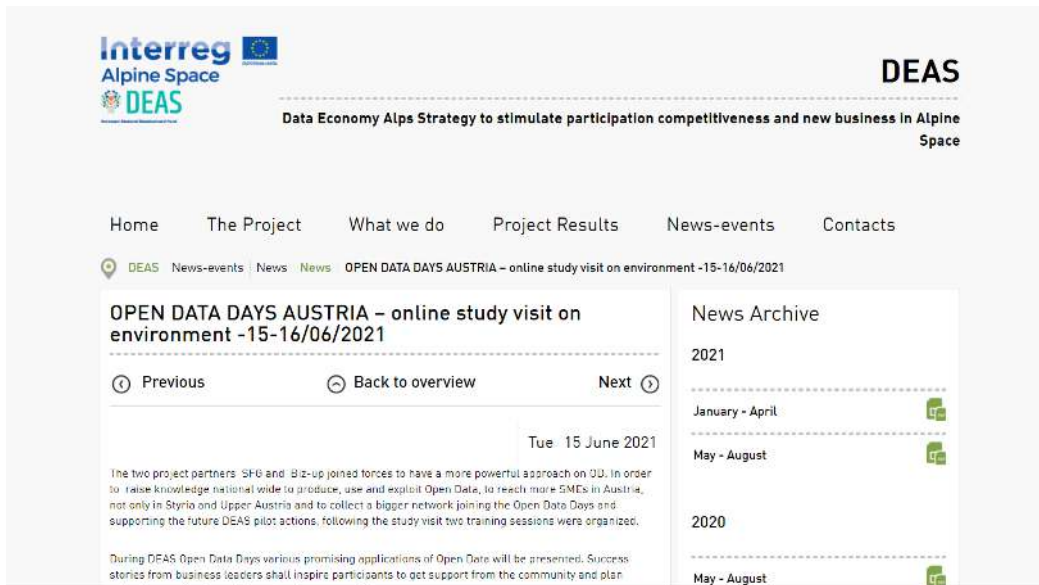 Interreg
Alpine Space
DEAS
DEAS
Data Economy Alps Strategy to stimulate participation competitiveness and new business in Alpine
Space
Home The Project What we do Project Results News-events Contacts
DEAS News-events News News OPEN DATA DAYS AUSTRIA – online study visit on environment -15-16/06/2021
OPEN DATA DAYS AUSTRIA – online study visit on
environment -15-16/06/2021
Previous Back to overview Next
Tue 15 June 2021
The two project partners SFG and Biz-up joined forces to have a more powerful approach on OD. In order
to raise knowledge national wide to produce, use and exploit Open Data, to reach more SMEs in Austria,
not only in Styria and Upper Austria and to collect a bigger network joining the Open Data Days and
supporting the future DEAS pilot actions, following the study visit two training sessions were organized.
During DEAS Open Data Days various promising applications of Open Data will be presented. Success
stories from business leaders shall inspire participants to get support from the community and plan
News Archive
2021
January - April
May - August
2020
May - August